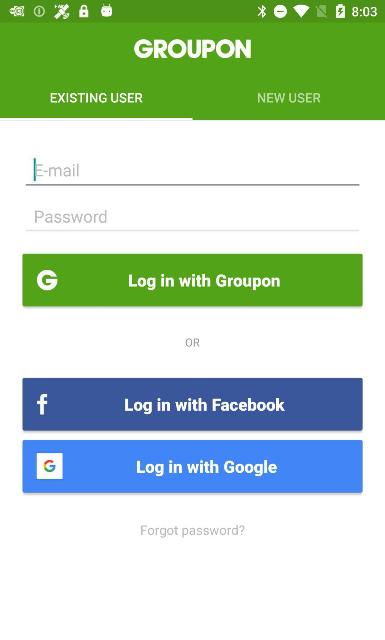 8:03
GROUPON
EXISTING USER NEW USER
E-mail
Password
G Log in with Groupon
OR
f Log in with Facebook
G Log in with Google
Forgot password?